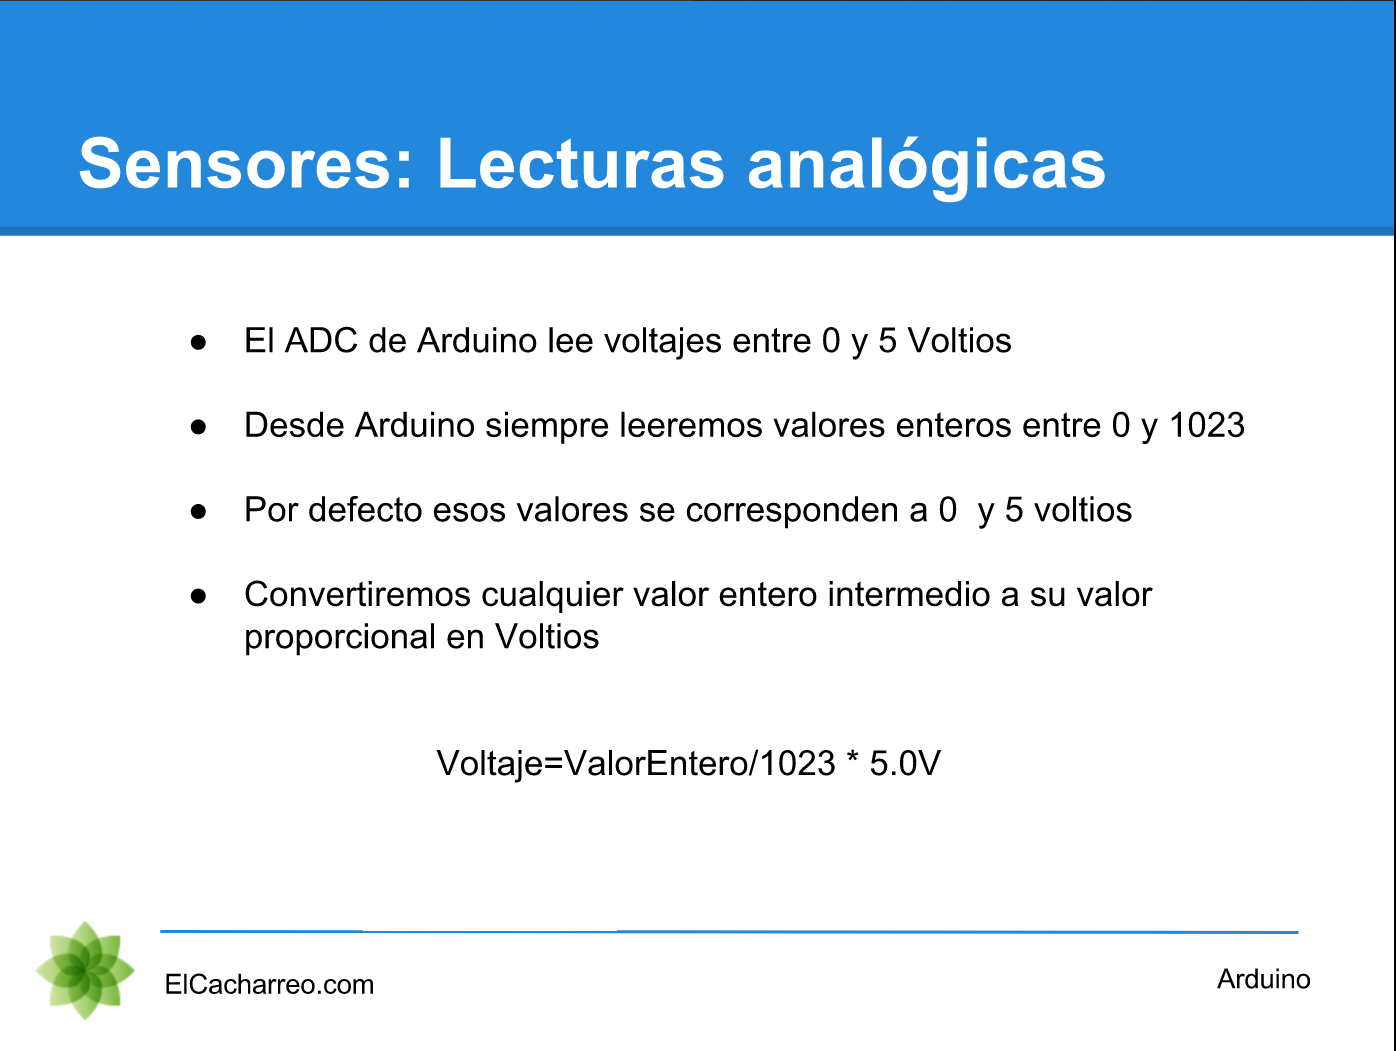 Sensores: Lecturas analógicas
● El ADC de Arduino lee voltajes entre 0 y 5 Voltios
● Desde Arduino siempre leeremos valores enteros entre 0 y 1023
● Por defecto esos valores se corresponden a 0  y 5 voltios
● Convertiremos cualquier valor entero intermedio a su valor
proporcional en Voltios
Voltaje=ValorEntero/1023 * 5.0V
ElCacharreo.com
Arduino